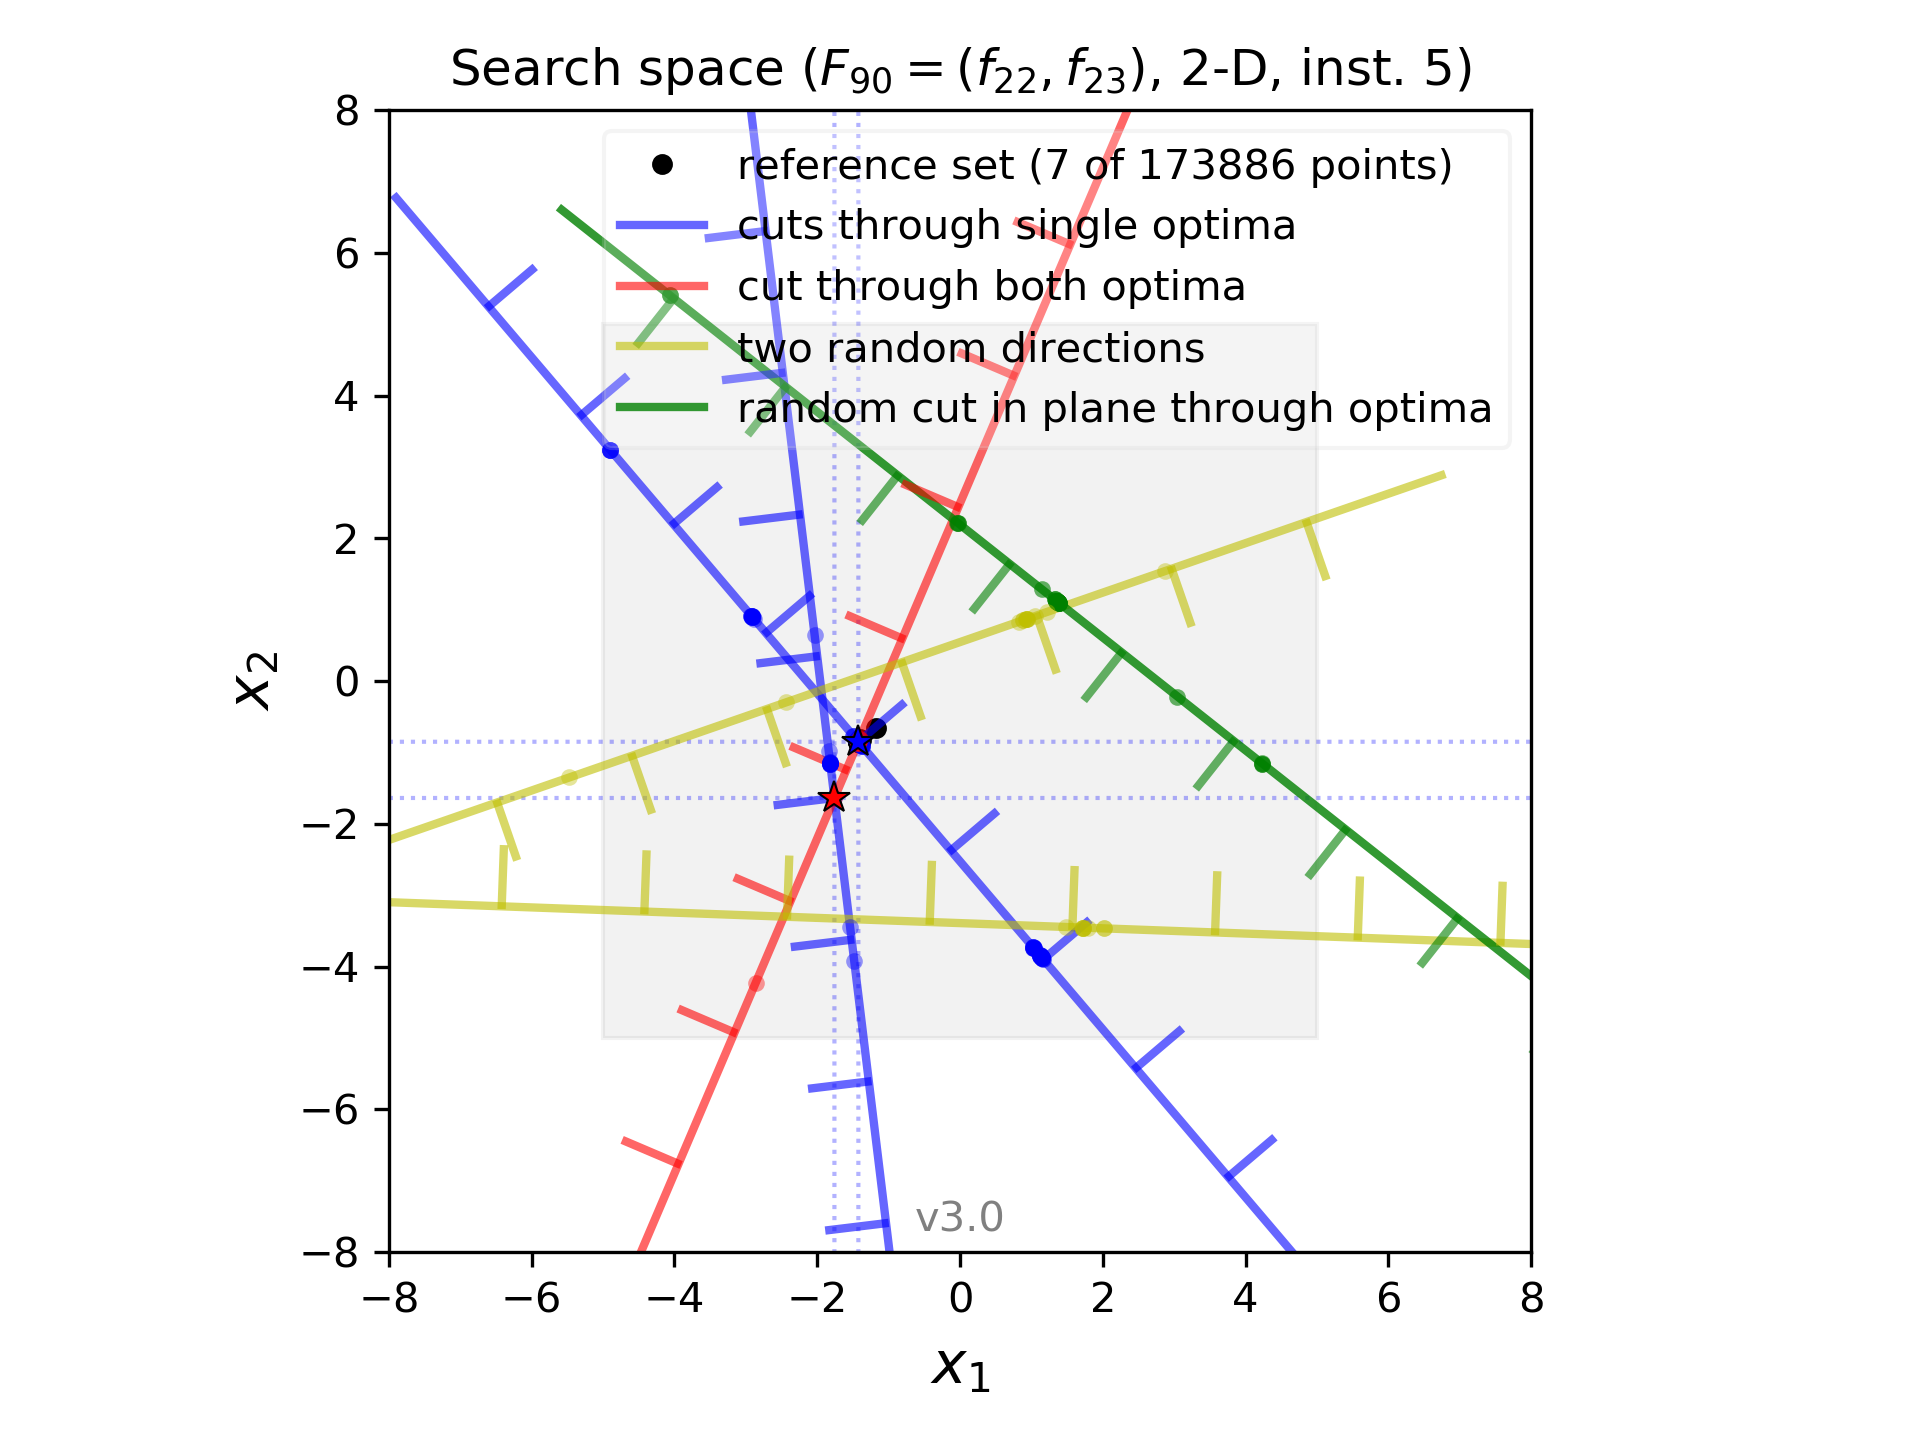 Search space (F₉₀ = (f₂₂, f₂₃), 2-D, inst. 5)
reference set (7 of 173886 points)
cuts through single optima
cut through both optima
two random directions
random cut in plane through optima
8
6
4
2
0
−2
−4
−6
−8
x₂
v3.0
−8 −6 −4 −2 0 2 4 6 8
x₁